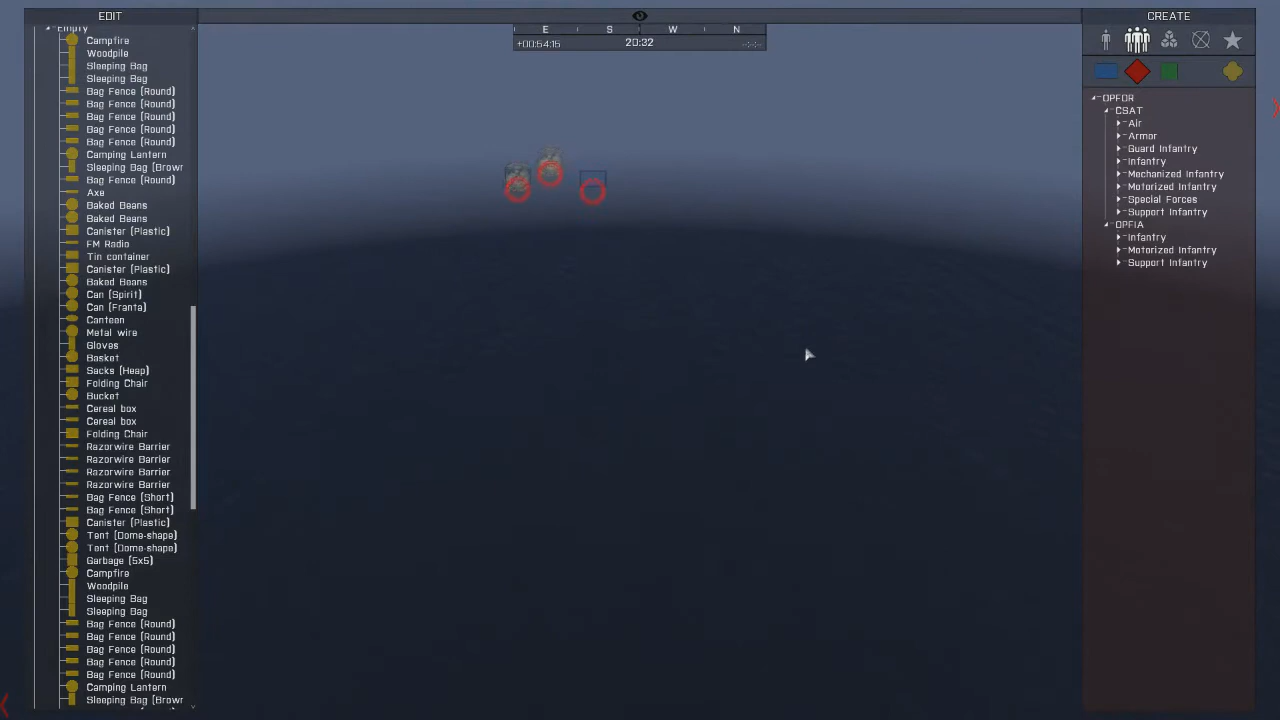 EDIT
Empty
Campfire
Woodpile
Sleeping Bag
Sleeping Bag
Bag Fence (Round)
Bag Fence (Round)
Bag Fence (Round)
Bag Fence (Round)
Bag Fence (Round)
Camping Lantern
Sleeping Bag (Brown
Bag Fence (Round)
Axe
Baked Beans
Baked Beans
Canister (Plastic)
FM Radio
Tin container
Canister (Plastic)
Baked Beans
Can (Spirit)
Can (Franta)
Canteen
Metal wire
Gloves
Basket
Sacks (Heap)
Folding Chair
Bucket
Cereal box
Cereal box
Folding Chair
Razorwire Barrier
Razorwire Barrier
Razorwire Barrier
Razorwire Barrier
Bag Fence (Short)
Bag Fence (Short)
Canister (Plastic)
Tent (Dome-shape)
Tent (Dome-shape)
Garbage (5x5)
Campfire
Woodpile
Sleeping Bag
Sleeping Bag
Bag Fence (Round)
Bag Fence (Round)
Bag Fence (Round)
Bag Fence (Round)
Bag Fence (Round)
Camping Lantern
Sleeping Bag (Brown
E S W N
+00:54:15 20:32
CREATE
OPFOR
CSAT
Air
Armor
Guard Infantry
Infantry
Mechanized Infantry
Motorized Infantry
Special Forces
Support Infantry
OPFIA
Infantry
Motorized Infantry
Support Infantry